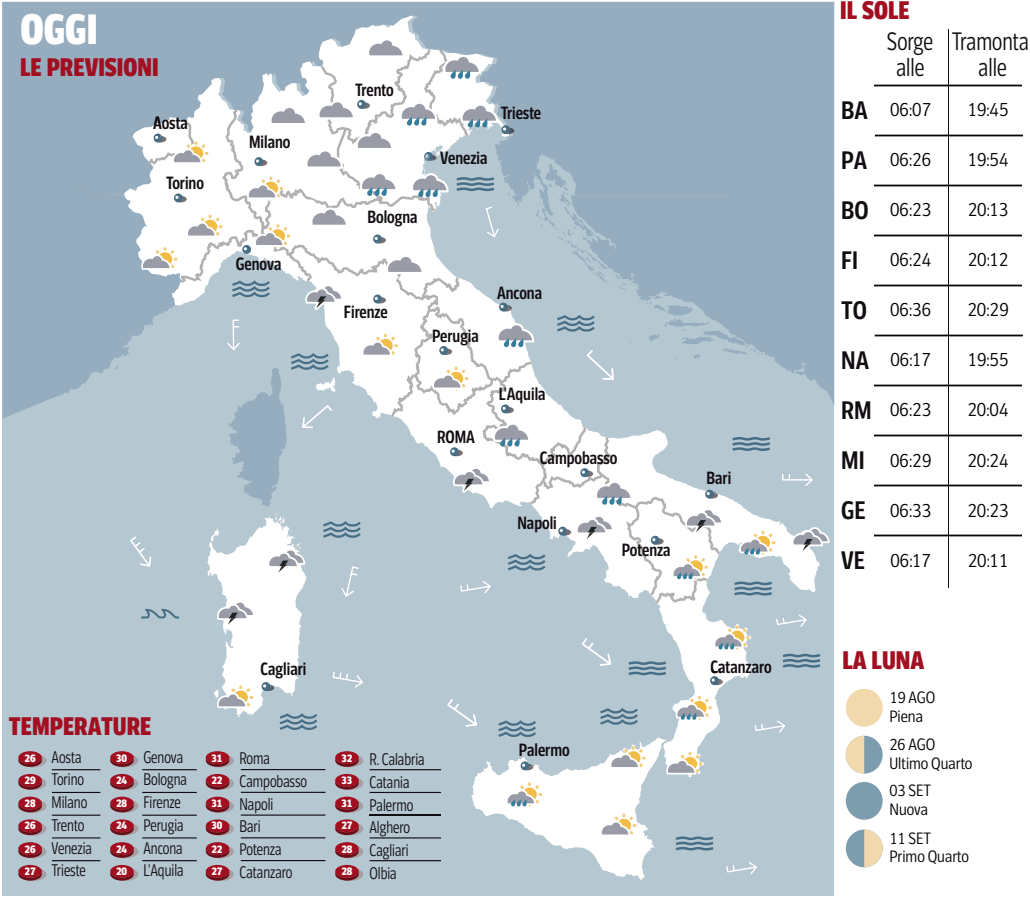 OGGI
LE PREVISIONI
Trento
Trieste
Aosta
Milano
Venezia
Torino
Bologna
Genova
Ancona
Firenze
Perugia
L'Aquila
ROMA
Campobasso
Bari
Napoli
Potenza
Cagliari
Catanzaro
Palermo
TEMPERATURE
26 Aosta
29 Torino
28 Milano
26 Trento
26 Venezia
27 Trieste
30 Genova
24 Bologna
28 Firenze
24 Perugia
24 Ancona
20 L'Aquila
31 Roma
22 Campobasso
31 Napoli
30 Bari
22 Potenza
27 Catanzaro
32 R. Calabria
33 Catania
31 Palermo
27 Alghero
28 Cagliari
28 Olbia
IL SOLE
Sorge Tramonta
alle alle
BA 06:07 19:45
PA 06:26 19:54
BO 06:23 20:13
FI 06:24 20:12
TO 06:36 20:29
NA 06:17 19:55
RM 06:23 20:04
MI 06:29 20:24
GE 06:33 20:23
VE 06:17 20:11
LA LUNA
19 AGO
Piena
26 AGO
Ultimo Quarto
03 SET
Nuova
11 SET
Primo Quarto